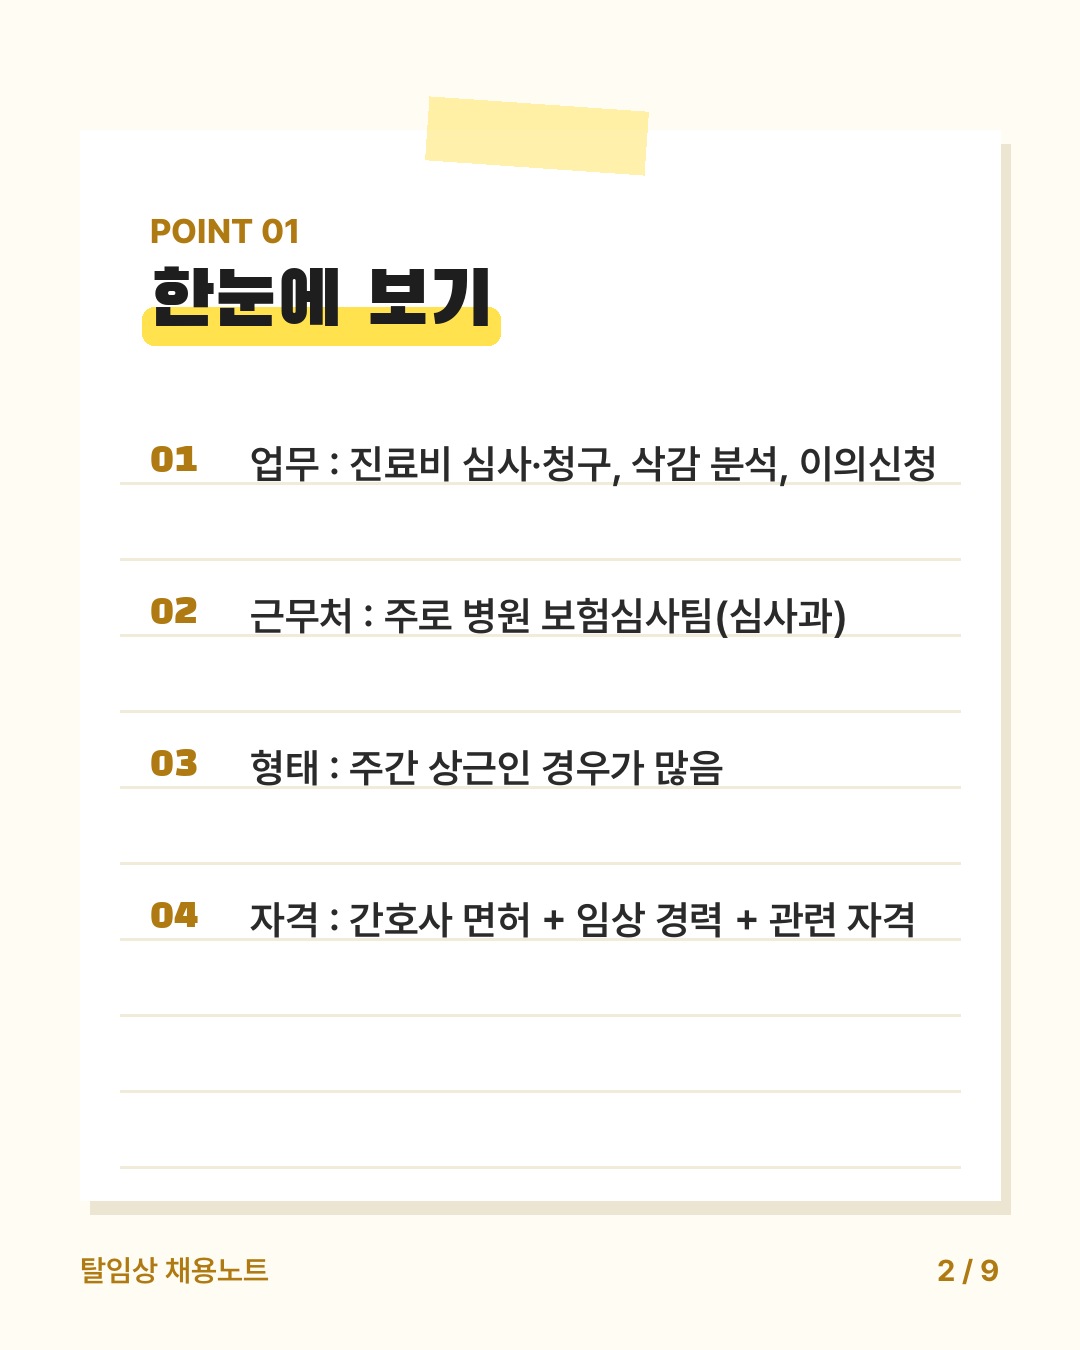 POINT 01
한눈에 보기
01 업무 : 진료비 심사·청구, 삭감 분석, 이의신청
02 근무처 : 주로 병원 보험심사팀(심사과)
03 형태 : 주간 상근인 경우가 많음
04 자격 : 간호사 면허 + 임상 경력 + 관련 자격
탈임상 채용노트
2 / 9